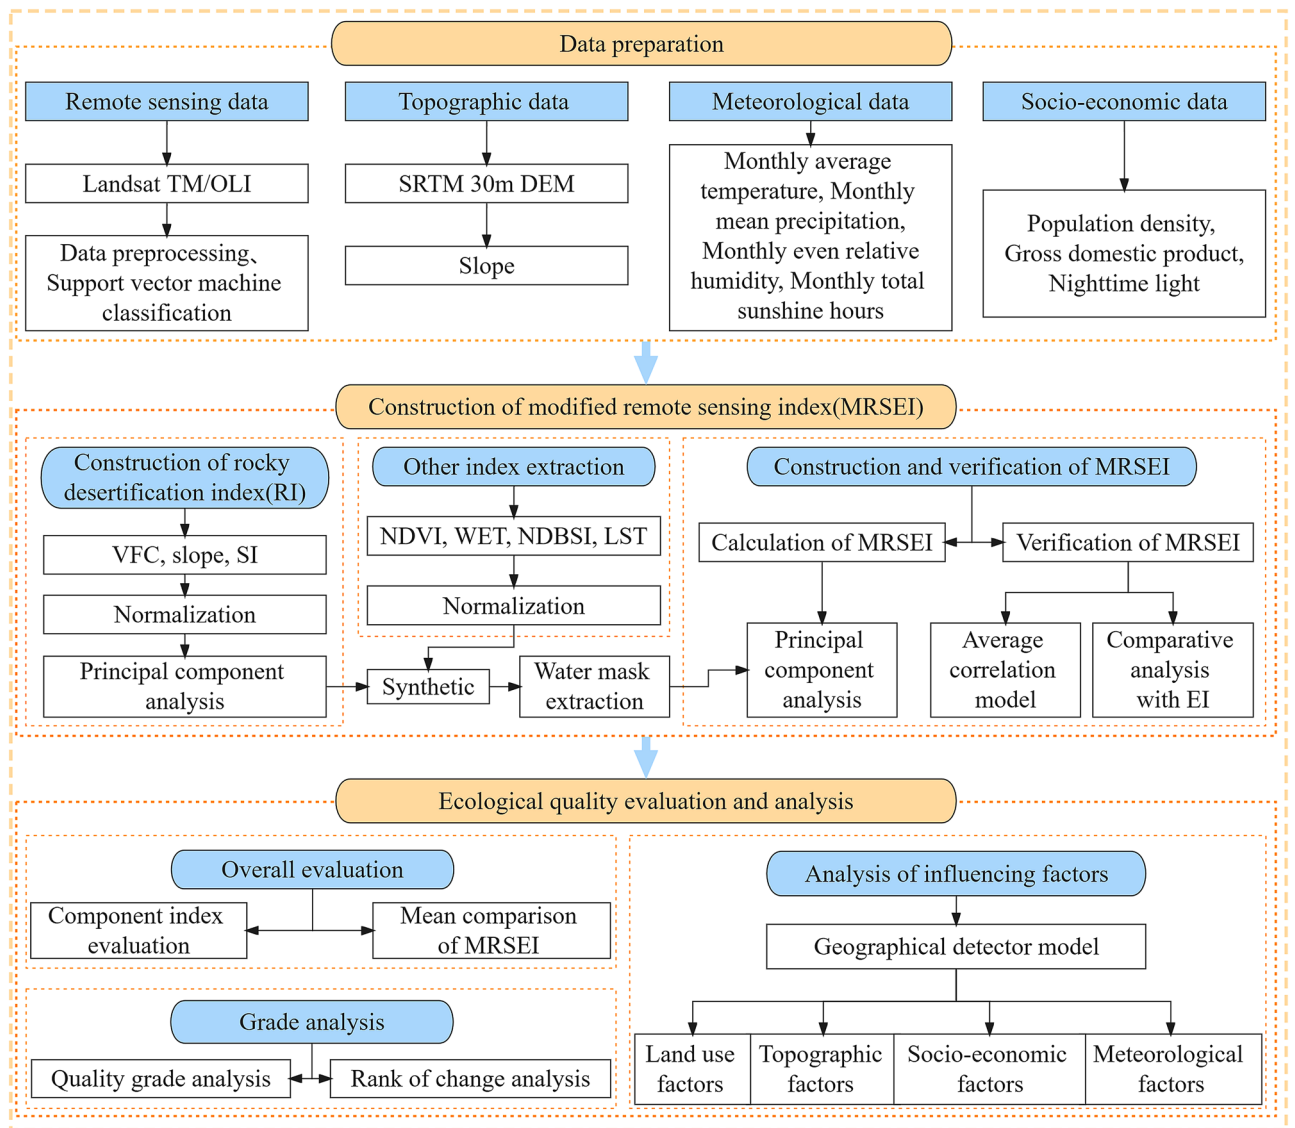 Data preparation
Remote sensing data
Landsat TM/OLI
Data preprocessing、
Support vector machine
classification
Topographic data
SRTM 30m DEM
Slope
Meteorological data
Monthly average
temperature, Monthly
mean precipitation,
Monthly even relative
humidity, Monthly total
sunshine hours
Socio-economic data
Population density,
Gross domestic product,
Nighttime light
Construction of modified remote sensing index(MRSEI)
Construction of rocky
desertification index(RI)
VFC, slope, SI
Normalization
Principal component
analysis
Other index extraction
NDVI, WET, NDBSI, LST
Normalization
Synthetic
Water mask
extraction
Construction and verification of MRSEI
Calculation of MRSEI
Verification of MRSEI
Principal
component
analysis
Average
correlation
model
Comparative
analysis
with EI
Ecological quality evaluation and analysis
Overall evaluation
Component index
evaluation
Mean comparison
of MRSEI
Grade analysis
Quality grade analysis
Rank of change analysis
Analysis of influencing factors
Geographical detector model
Land use
factors
Topographic
factors
Socio-economic
factors
Meteorological
factors